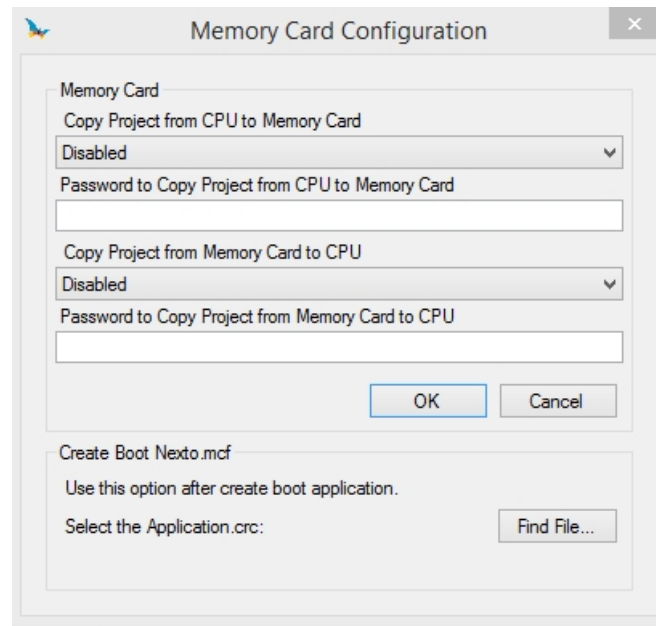 Memory Card Configuration
Memory Card
Copy Project from CPU to Memory Card
Disabled
Password to Copy Project from CPU to Memory Card
Copy Project from Memory Card to CPU
Disabled
Password to Copy Project from Memory Card to CPU
OK Cancel
Create Boot Nexto.mcf
Use this option after create boot application.
Select the Application.crc: Find File...